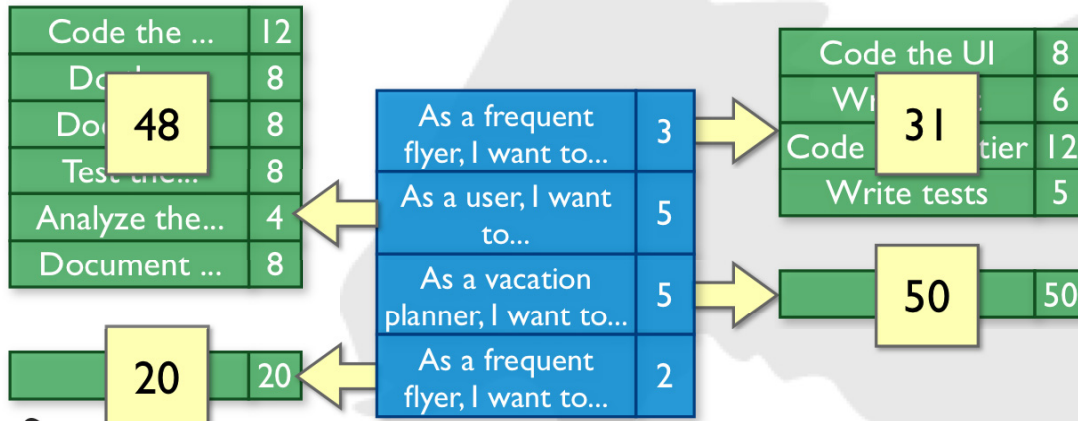 Code the ... 12
8
8
Test the... 8
Analyze the... 4
Document ... 8
48
20
20
As a frequent
flyer, I want to...
3
As a user, I want
to...
5
As a vacation
planner, I want to...
5
As a frequent
flyer, I want to...
2
Code the UI 8
6
Code tier 12
Write tests 5
31
50
50